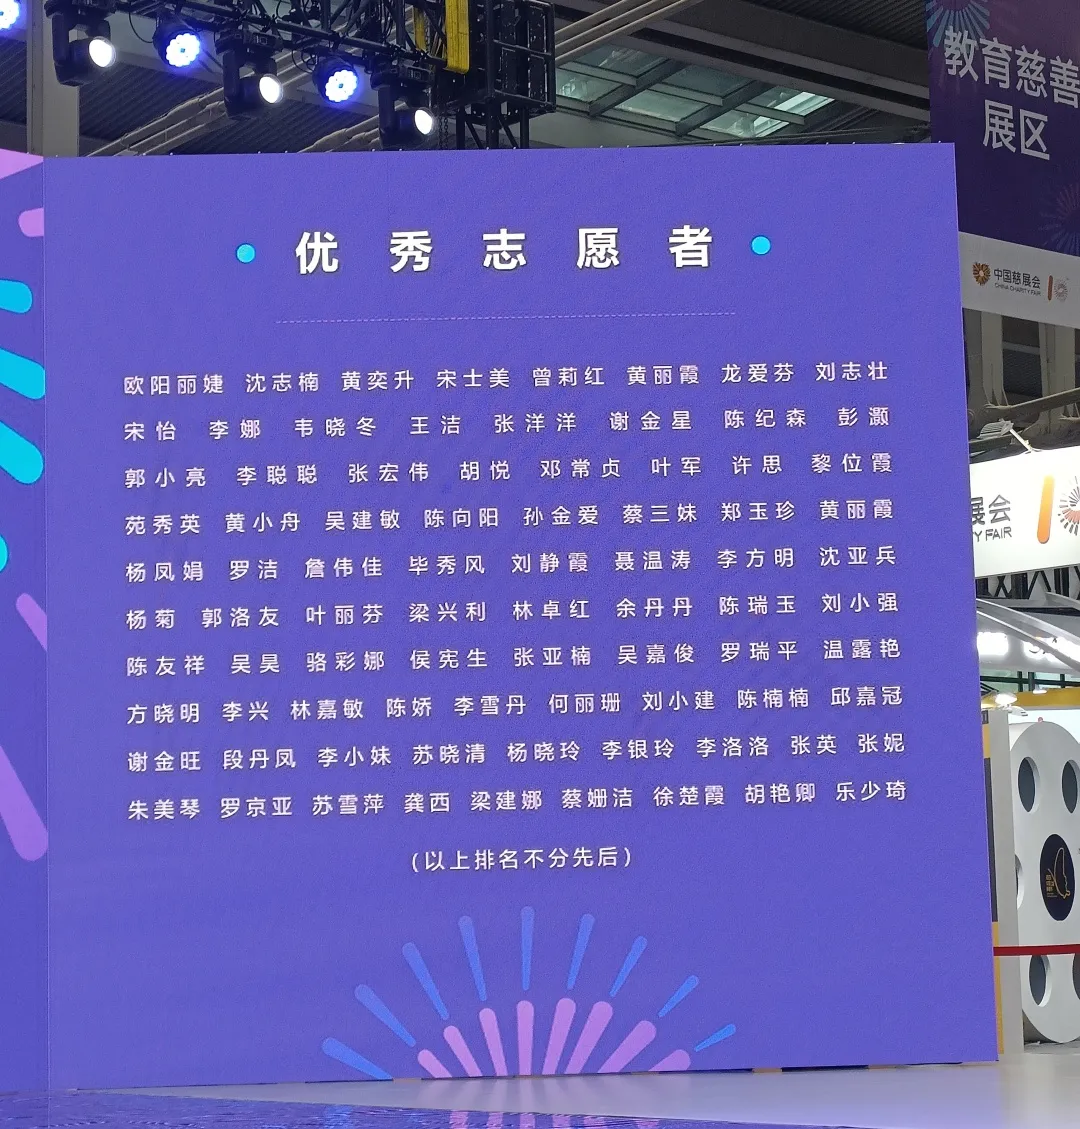 教育慈善
展区
优秀志愿者
中国慈展会
CHINA CHARITY FAIR
欧阳丽婕 沈志楠 黄奕升 宋士美 曾莉红 黄丽霞 龙爱芬 刘志壮
宋怡 李娜 韦晓冬 王洁 张洋洋 谢金星 陈纪森 彭灏
郭小亮 李聪聪 张宏伟 胡悦 邓常贞 叶军 许思 黎位霞
苑秀英 黄小舟 吴建敏 陈向阳 孙金爱 蔡三妹 郑玉珍 黄丽霞
展会
Y FAIR
杨凤娟 罗洁 詹伟佳 毕秀风 刘静霞 聂温涛 李方明 沈亚兵
杨菊 郭洛友 叶丽芬 梁兴利 林卓红 余丹丹 陈瑞玉 刘小强
陈友祥 吴昊 骆彩娜 侯宪生 张亚楠 吴嘉俊 罗瑞平 温露艳
方晓明 李兴 林嘉敏 陈娇 李雪丹 何丽珊 刘小建 陈楠楠 邱嘉冠
谢金旺 段丹凤 李小妹 苏晓清 杨晓玲 李银玲 李洛洛 张英 张妮
朱美琴 罗京亚 苏雪萍 龚西 梁建娜 蔡姗洁 徐楚霞 胡艳卿 乐少琦
(以上排名不分先后)